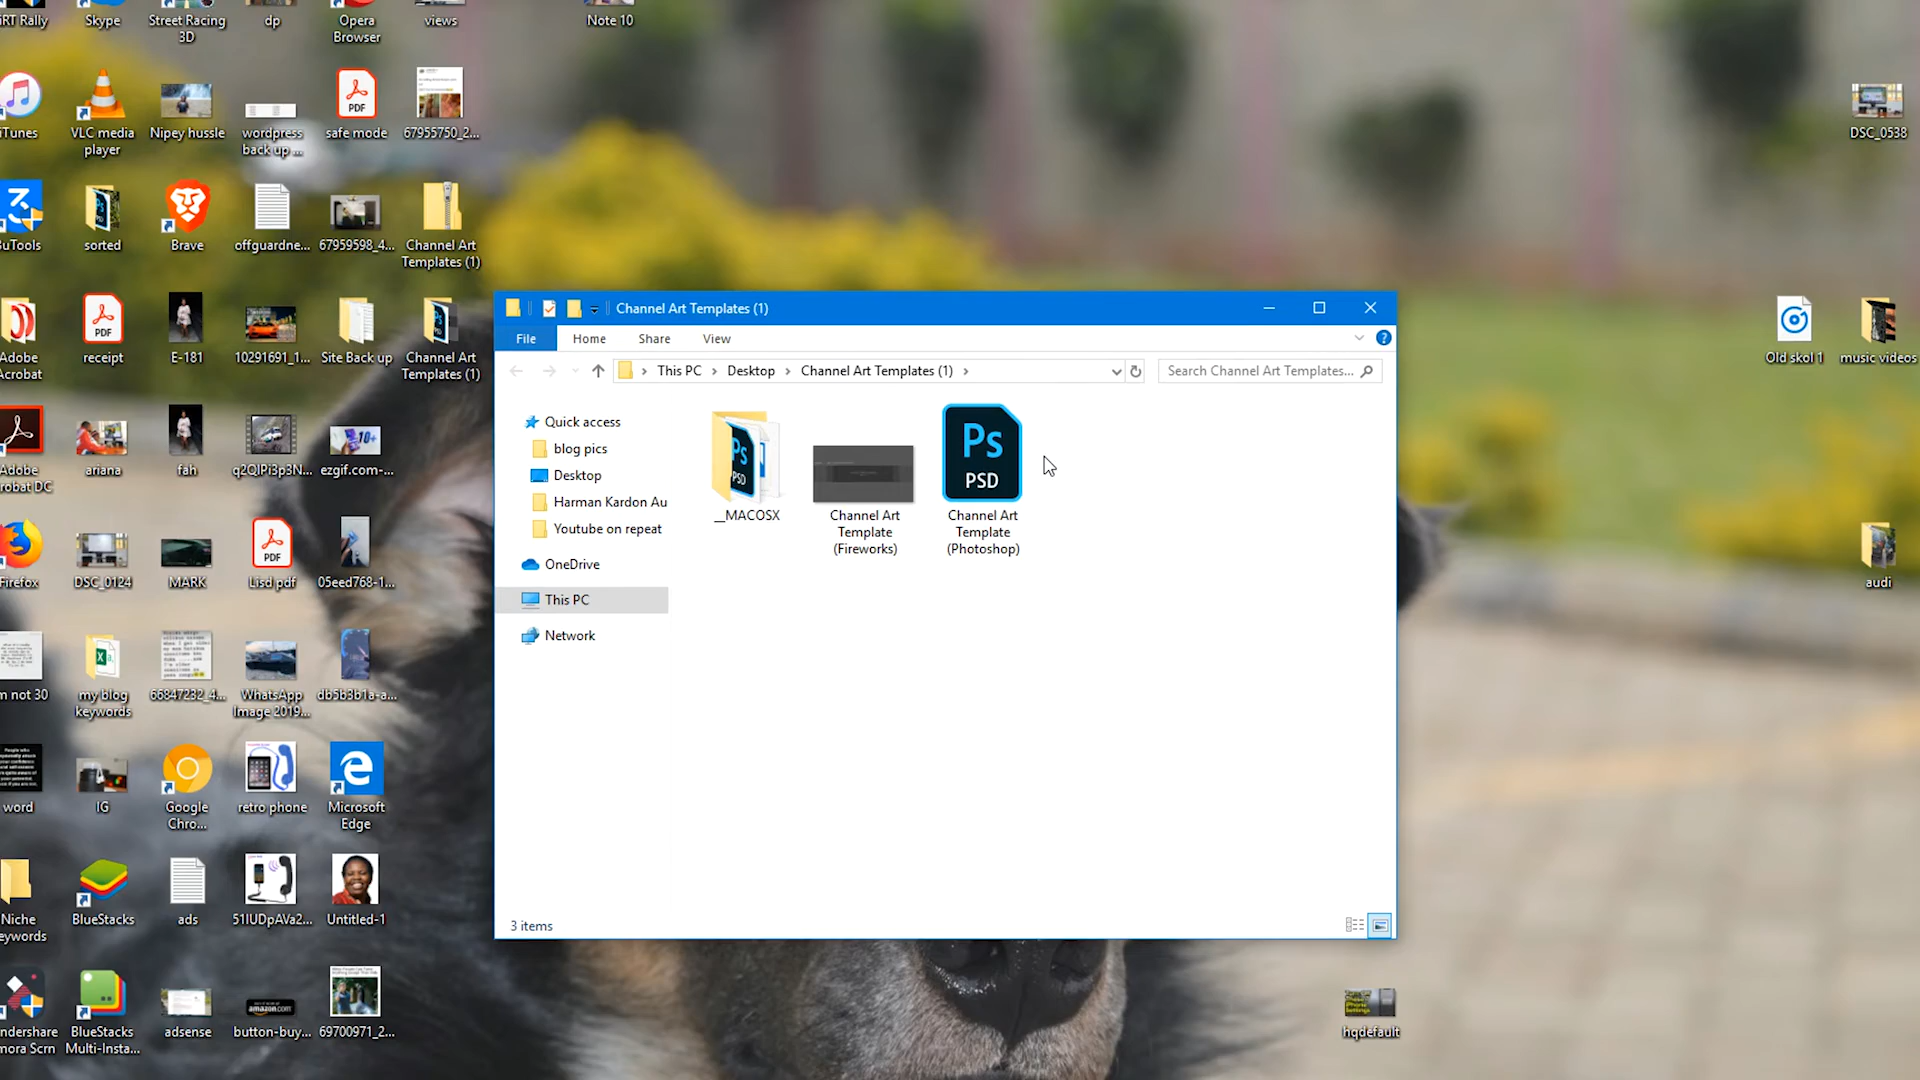 iRT Rally
Skype
Street Racing
3D
dp
Opera
Browser
views
Note 10
iTunes
VLC media
player
Nipey hussle
wordpress
back up ...
PDF
safe mode
67955750_2...
DSC_0538
3uTools
sorted
Brave
offguardne...
67959598_4...
Channel Art
Templates (1)
Adobe
Acrobat
PDF
receipt
E-181
10291691_1...
Site Back up
Channel Art
Templates (1)
Old skol 1
music videos
Adobe
robat DC
ariana
fah
q2QlPi3p3N...
10+
ezgif.com-...
Firefox
DSC_0124
MARK
PDF
Lisd pdf
05eed768-1...
audi
m not 30
my blog
keywords
66847232_4...
WhatsApp
Image 2019...
db5b3b1a-a...
word
IG
Google
Chro...
retro phone
Microsoft
Edge
Niche
eywords
BlueStacks
ads
51IUDpAVa2...
Untitled-1
ndershare
mora Scrn
BlueStacks
Multi-Insta...
adsense
amazon.com
button-buy...
69700971_2...
hqdefault
Channel Art Templates (1)
File
Home
Share
View
This PC
Desktop
Channel Art Templates (1)
Search Channel Art Templates...
Quick access
blog pics
Desktop
Harman Kardon Au
Youtube on repeat
OneDrive
This PC
Network
PSD
__MACOSX
Channel Art
Template
(Fireworks)
Ps
PSD
Channel Art
Template
(Photoshop)
3 items